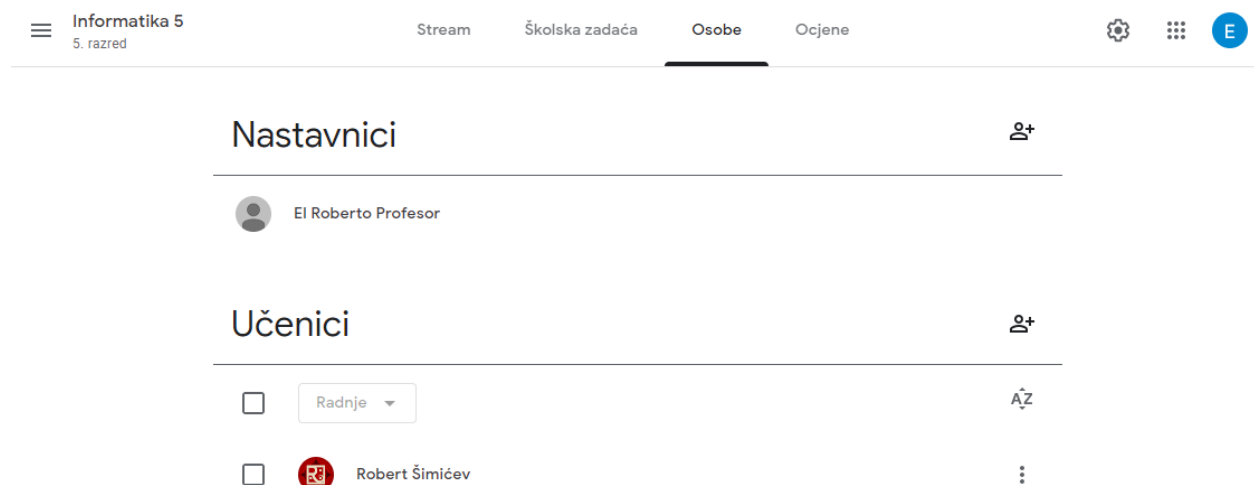 Informatika 5
5. razred
Stream Školska zadaća Osobe Ocjene
E
Nastavnici
El Roberto Profesor
Učenici
Radnje
AZ
Robert Šimićev